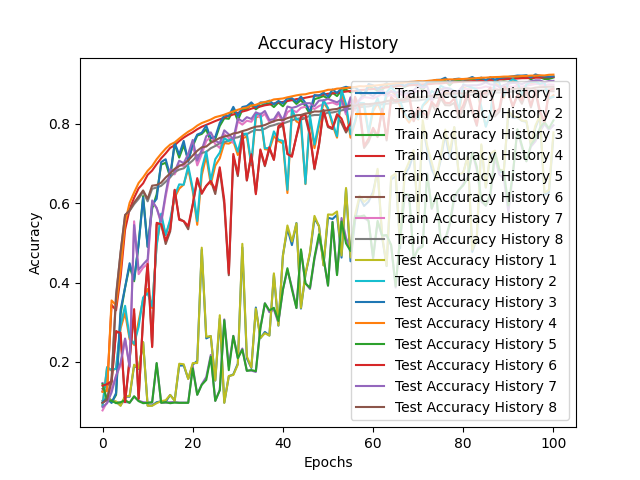 Accuracy History
Accuracy
0.8
0.6
0.4
0.2
Train Accuracy History 1
Train Accuracy History 2
Train Accuracy History 3
Train Accuracy History 4
Train Accuracy History 5
Train Accuracy History 6
Train Accuracy History 7
Train Accuracy History 8
Test Accuracy History 1
Test Accuracy History 2
Test Accuracy History 3
Test Accuracy History 4
Test Accuracy History 5
Test Accuracy History 6
Test Accuracy History 7
Test Accuracy History 8
0 20 40 60 80 100
Epochs